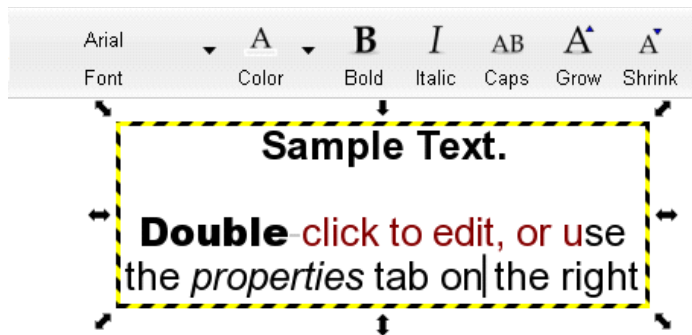 Arial A B I AB A A
Font Color Bold Italic Caps Grow Shrink
Sample Text.
Double-click to edit, or use
the properties tab on the right